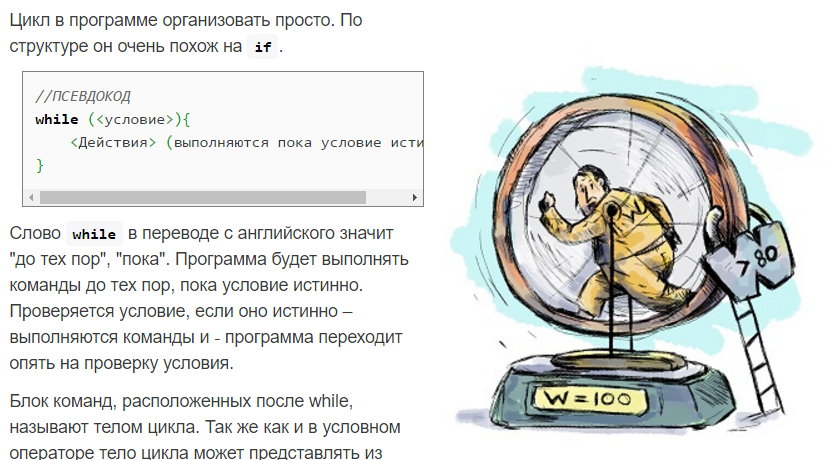 Цикл в программе организовать просто. По
структуре он очень похож на if.
//ПСЕВДОКОД
while (<условие>){
<Действия> (выполняются пока условие исти
}
Слово while в переводе с английского значит
"до тех пор", "пока". Программа будет выполнять
команды до тех пор, пока условие истинно.
Проверяется условие, если оно истинно –
выполняются команды и - программа переходит
опять на проверку условия.
Блок команд, расположенных после while,
называют телом цикла. Так же как и в условном
операторе тело цикла может представлять из
W
W
> 80
W=100